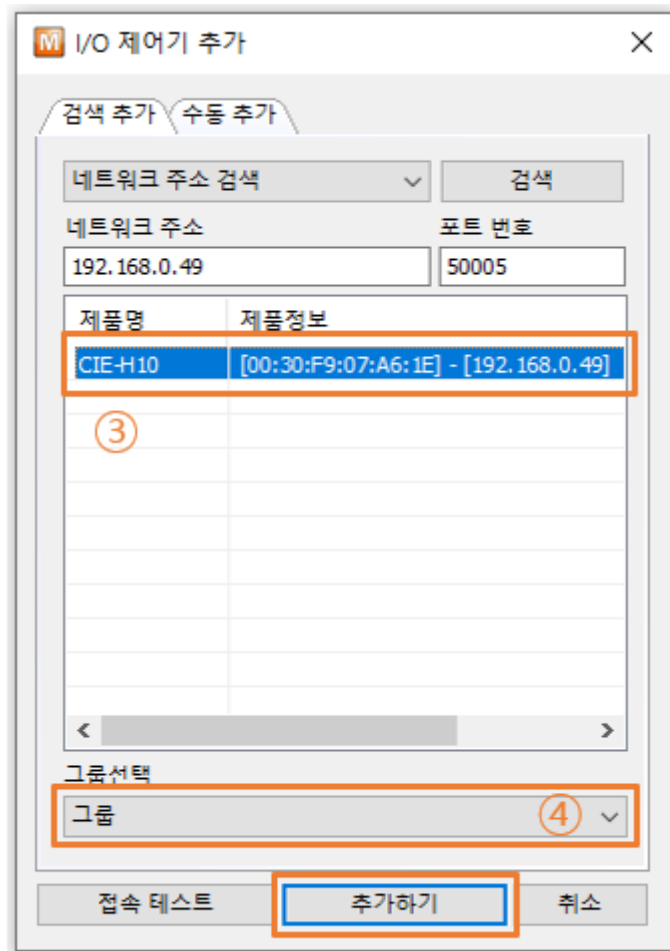 M I/O 제어기 추가
검색 추가 수동 추가
네트워크 주소 검색 검색
네트워크 주소 포트 번호
192.168.0.49 50005
제품명 제품정보
CIE-H10 [00:30:F9:07:A6:1E] - [192.168.0.49]
③
그룹선택
그룹 ④
접속 테스트 추가하기 취소